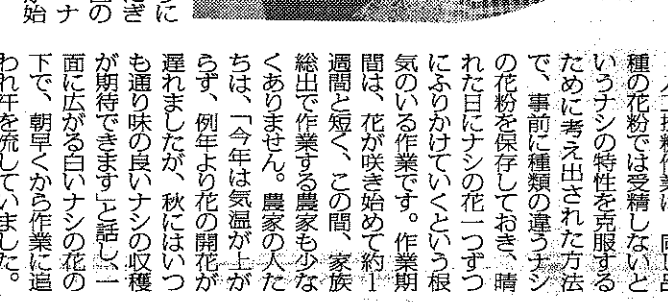 人工授粉作業は、同じ品
種の花粉では受精しないと
いうナシの特性を克服する
ために考え出された方法
で、事前に種類の違うナシ
の花粉を保存しておき、晴
れた日にナシの花一つずつ
にふりかけていくという根
気のいる作業です。作業期
間は、花が咲き始めて約1
週間と短く、この間、家族
総出で作業する農家も少な
くありません。農家の人た
ちは、「今年は気温が上が
らず、例年より花の開花が
遅れましたが、秋にはいつ
も通り味の良いナシの収穫
が期待できます」と話し、一
面に広がる白いナシの花の
下で、朝早くから作業に追
われ汗を流していました。